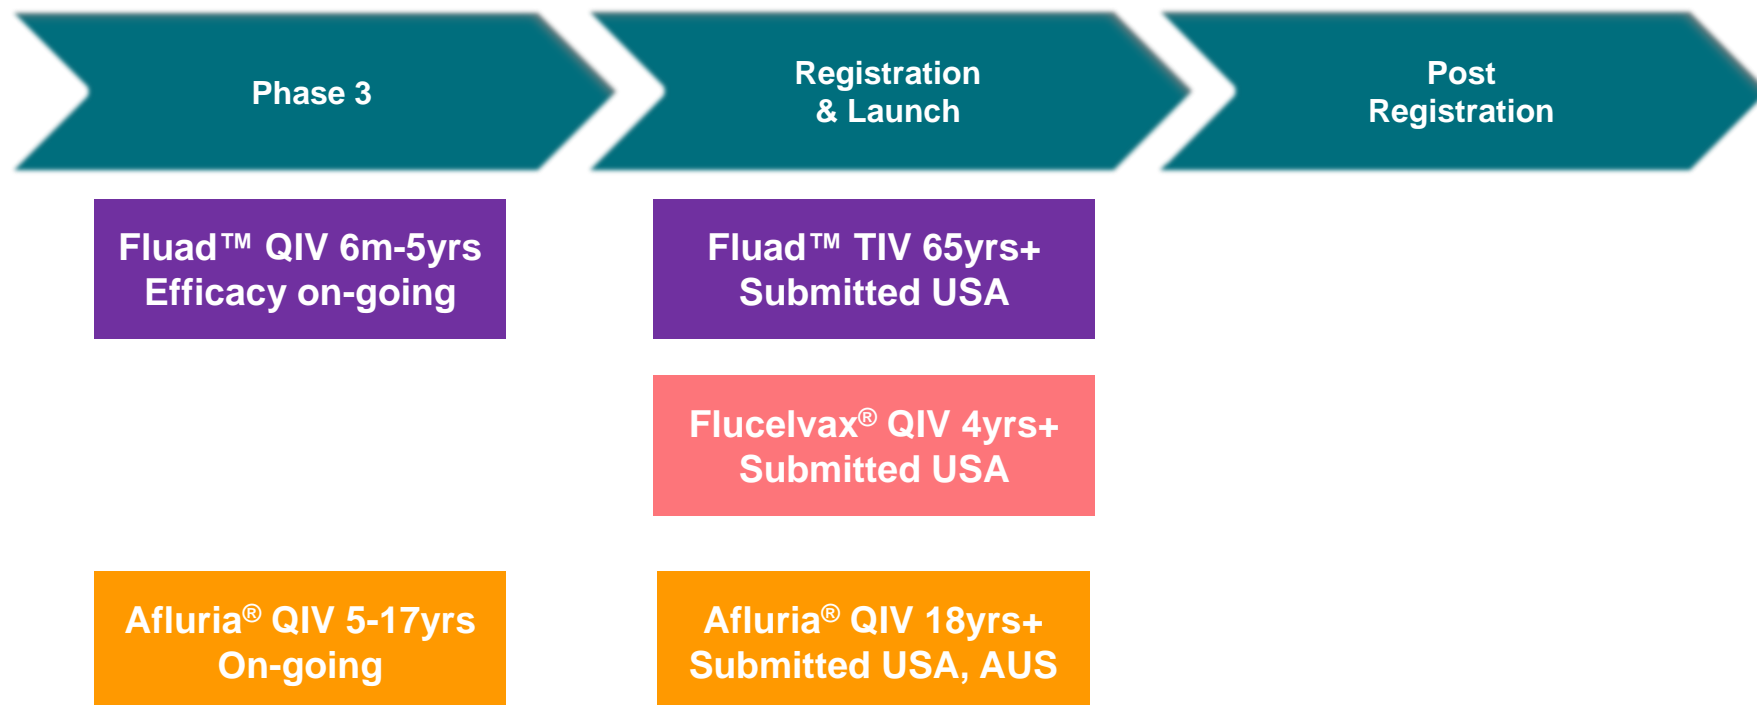 Phase 3
Registration
& Launch
Post
Registration
Fluad™ QIV 6m-5yrs
Efficacy on-going
Fluad™ TIV 65yrs+
Submitted USA
Flucelvax® QIV 4yrs+
Submitted USA
Afluria® QIV 5-17yrs
On-going
Afluria® QIV 18yrs+
Submitted USA, AUS